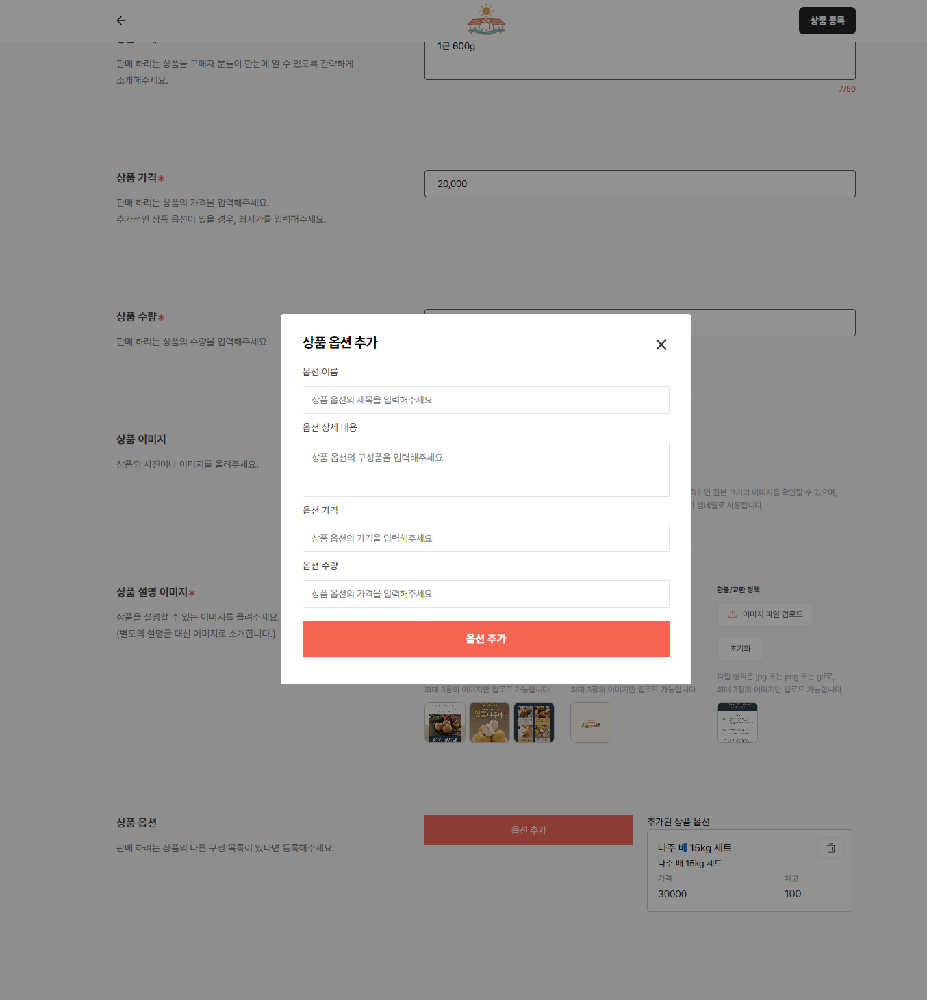 상품 등록
1근 600g
판매 하려는 상품을 구매자 분들이 한눈에 알 수 있도록 간략하게
소개해주세요.
7/50
상품 가격*
20,000
판매 하려는 상품의 가격을 입력해주세요.
추가적인 상품 옵션이 있을 경우, 최저가를 입력해주세요.
상품 수량*
판매 하려는 상품의 수량을 입력해주세요.
상품 옵션 추가
옵션 이름
상품 옵션의 제목을 입력해주세요
옵션 상세 내용
상품 옵션의 구성품을 입력해주세요
옵션 가격
상품 옵션의 가격을 입력해주세요
옵션 수량
상품 옵션의 가격을 입력해주세요
옵션 추가
상품 이미지
상품의 사진이나 이미지를 올려주세요.
하면 원본 크기의 이미지를 확인할 수 있으며,
썸네일로 사용됩니다.
상품 설명 이미지*
상품을 설명할 수 있는 이미지를 올려주세요.
(별도의 설명글 대신 이미지로 소개합니다.)
환불/교환 정책
이미지 파일 업로드
초기화
파일 형식은 jpg 또는 png 또는 gif로,
최대 3장의 이미지만 업로드 가능합니다.
최대 3장의 이미지만 업로드 가능합니다.
최대 3장의 이미지만 업로드 가능합니다.
명품나주배
상품 옵션
판매 하려는 상품의 다른 구성 목록이 있다면 등록해주세요.
옵션 추가
추가된 상품 옵션
나주 배 15kg 세트
나주 배 15kg 세트
가격
재고
30000
100